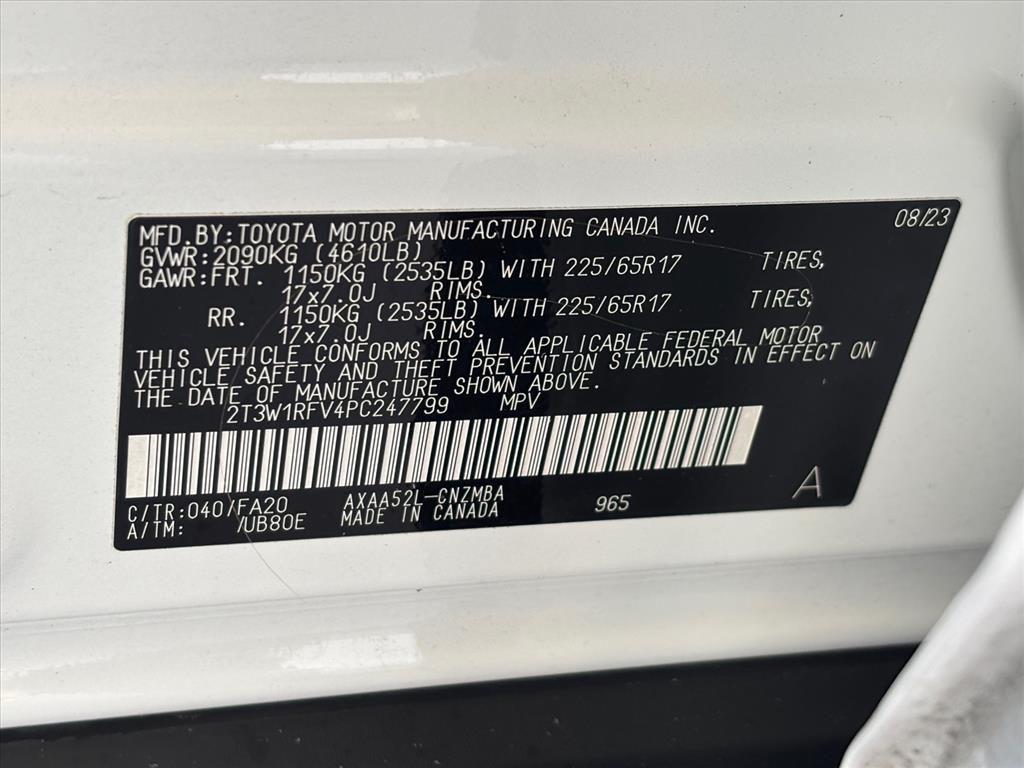 MFD.BY:TOYOTA MOTOR MANUFACTURING CANADA INC. 08/23
GVWR:2090KG (4610LB)
GAWR:FRT. 1150KG (2535LB) WITH 225/65R17 TIRES,
17x7.0J RIMS.
RR. 1150KG (2535LB) WITH 225/65R17 TIRES,
17x7.0J RIMS.
THIS VEHICLE CONFORMS TO ALL APPLICABLE FEDERAL MOTOR
VEHICLE SAFETY AND THEFT PREVENTION STANDARDS IN EFFECT ON
THE DATE OF MANUFACTURE SHOWN ABOVE.
2T3W1RFV4PC247799 MPV
C/TR:040/FA20 AXAA52L-CNZMBA 965 A
A/TM: /UB80E MADE IN CANADA